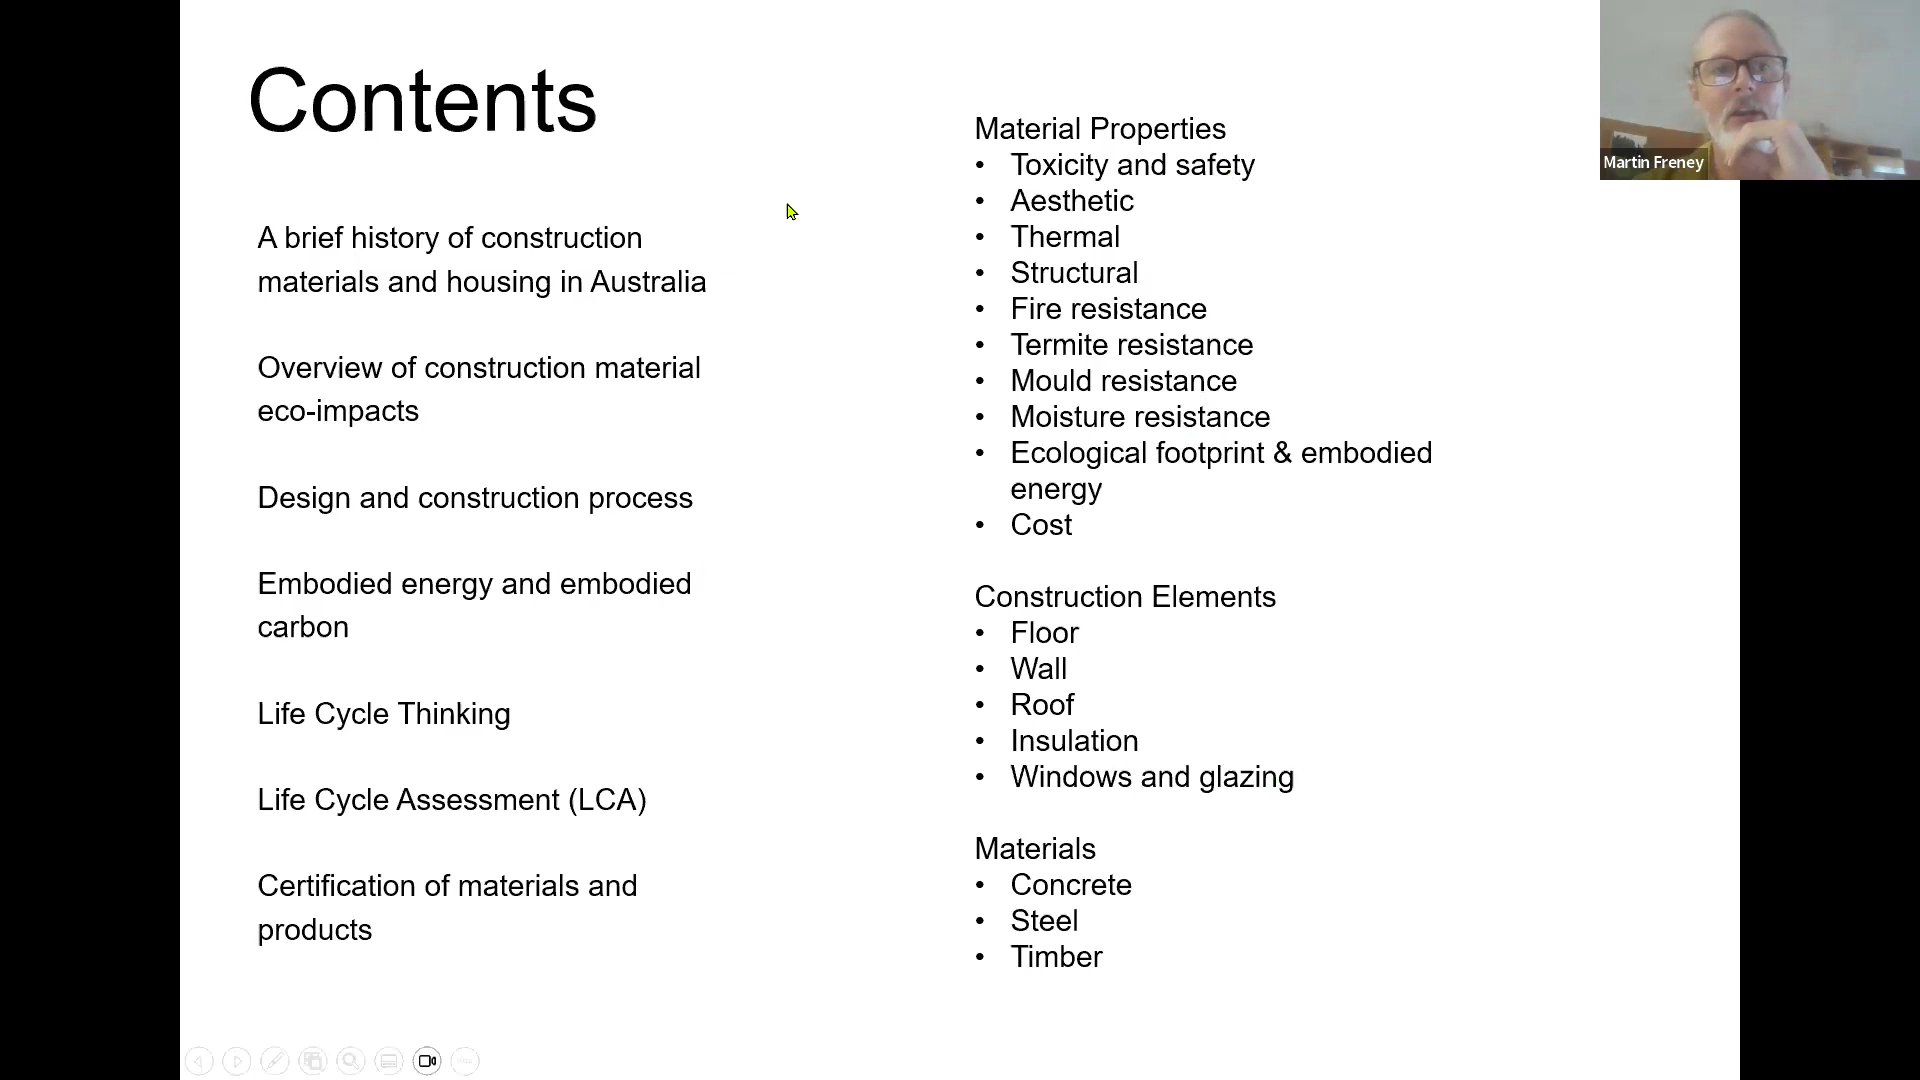 Contents
A brief history of construction
materials and housing in Australia
Overview of construction material
eco-impacts
Design and construction process
Embodied energy and embodied
carbon
Life Cycle Thinking
Life Cycle Assessment (LCA)
Certification of materials and
products
Material Properties
• Toxicity and safety
• Aesthetic
• Thermal
• Structural
• Fire resistance
• Termite resistance
• Mould resistance
• Moisture resistance
• Ecological footprint & embodied
energy
• Cost
Construction Elements
• Floor
• Wall
• Roof
• Insulation
• Windows and glazing
Materials
• Concrete
• Steel
• Timber
Martin Freney